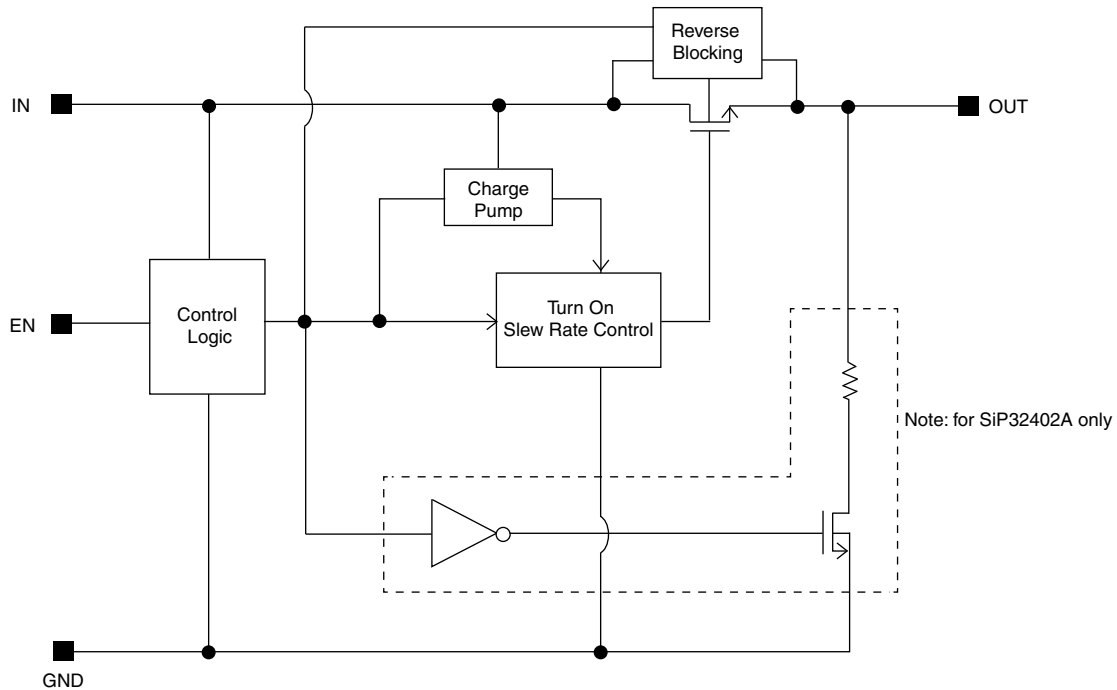 Reverse
Blocking
IN
OUT
Charge
Pump
Control
Logic
EN
Turn On
Slew Rate Control
Note: for SiP32402A only
GND